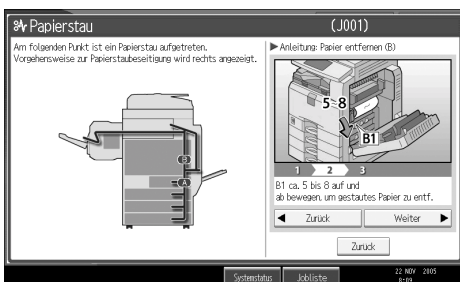 Papierstau (J001)
Am folgenden Punkt ist ein Papierstau aufgetreten.
Vorgehensweise zur Papierstaubeseitigung wird rechts angezeigt.
B
A
▶ Anleitung: Papier entfernen (B)
5~8
B1
1 2 3
B1 ca. 5 bis 8 auf und
ab bewegen, um gestautes Papier zu entf.
◀ Zurück Weiter ▶
Zurück
Systemstatus Jobliste 22 NOV 2005
8:09